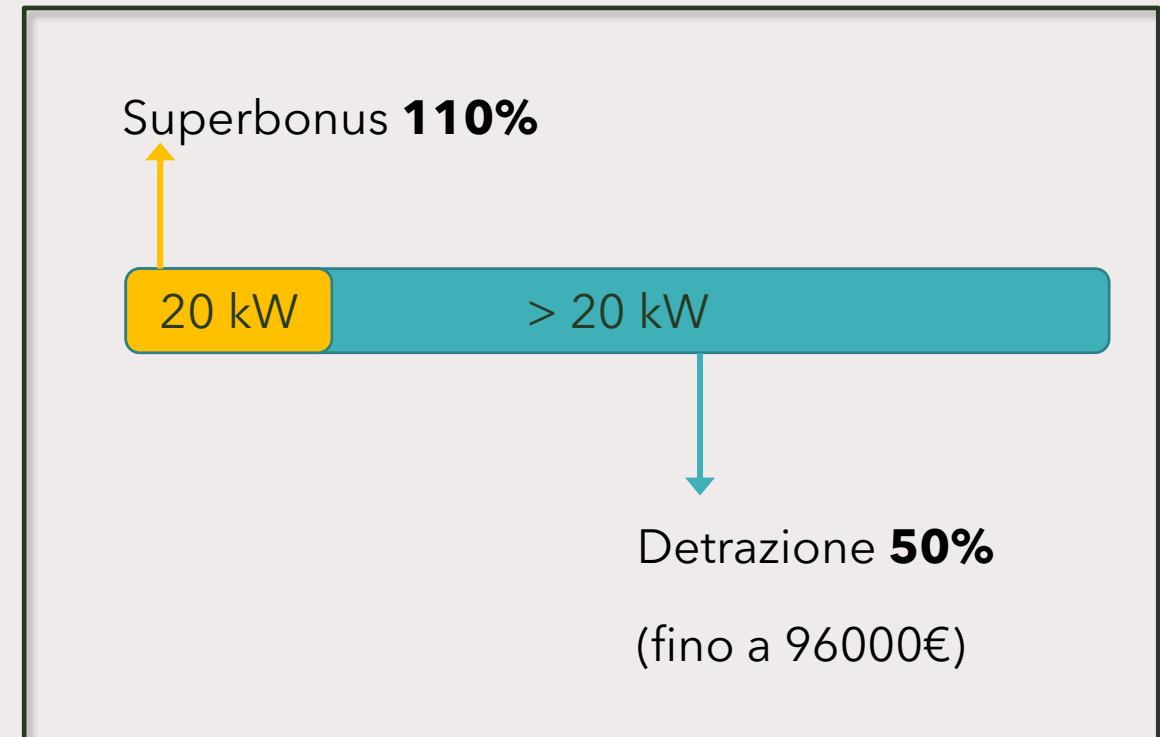 Superbonus 110%
20 kW
> 20 kW
Detrazione 50%
(fino a 96000€)